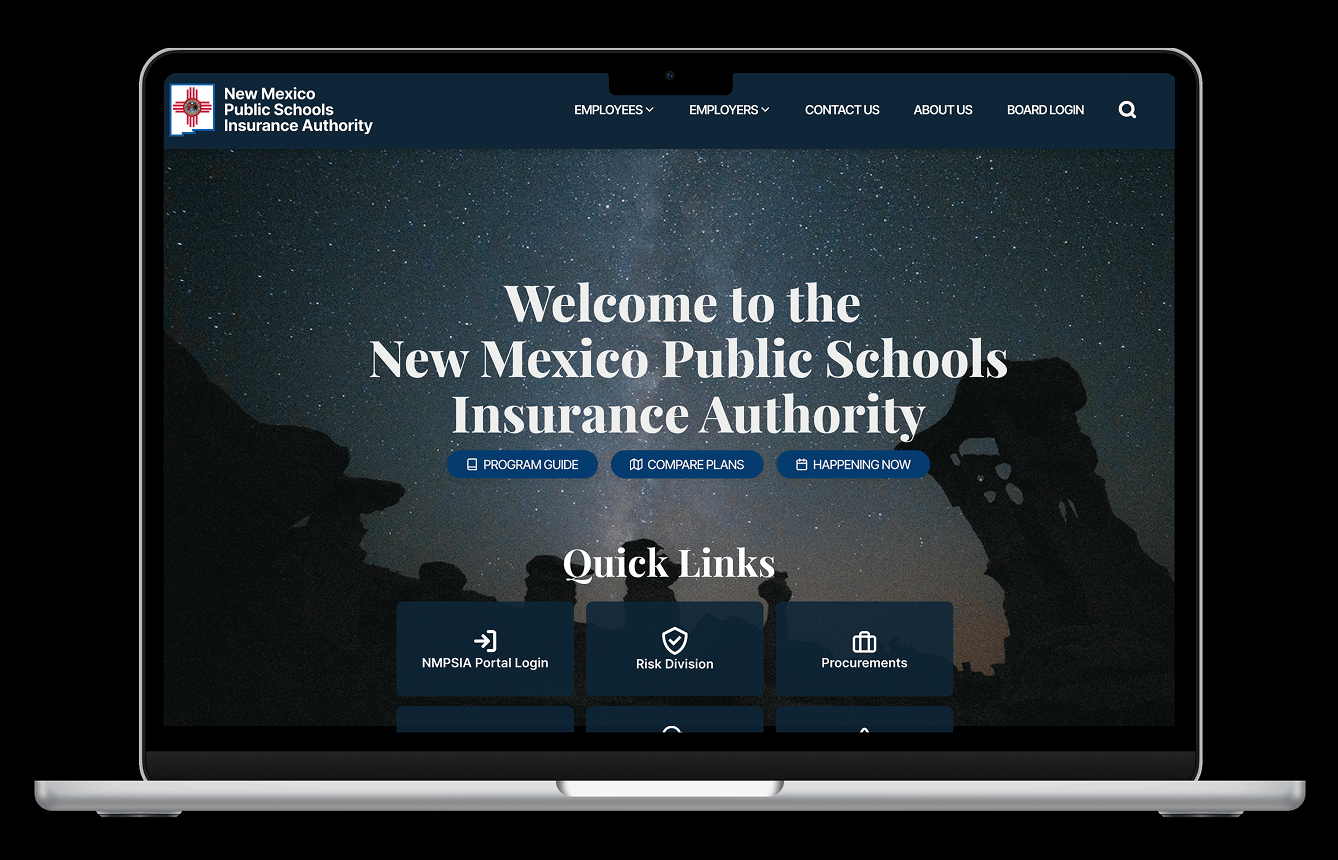 New Mexico
Public Schools
Insurance Authority
EMPLOYEES
EMPLOYERS
CONTACT US
ABOUT US
BOARD LOGIN
Welcome to the
New Mexico Public Schools
Insurance Authority
PROGRAM GUIDE
COMPARE PLANS
HAPPENING NOW
Quick Links
NMPSIA Portal Login
Risk Division
Procurements